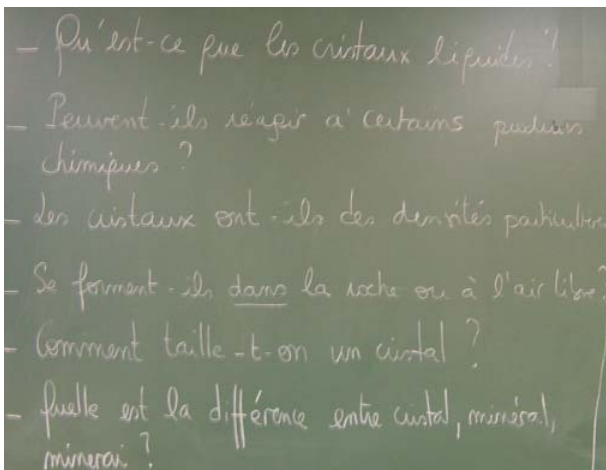 - Qu'est-ce que les cristaux liquides ?
- Peuvent-ils réagir à certains produits
chimiques ?
- Les cristaux ont-ils des densités particulières
- Se forment-ils dans la roche ou à l'air libre ?
- Comment taille-t-on un cristal ?
- Quelle est la différence entre cristal, minéral,
minerai ?